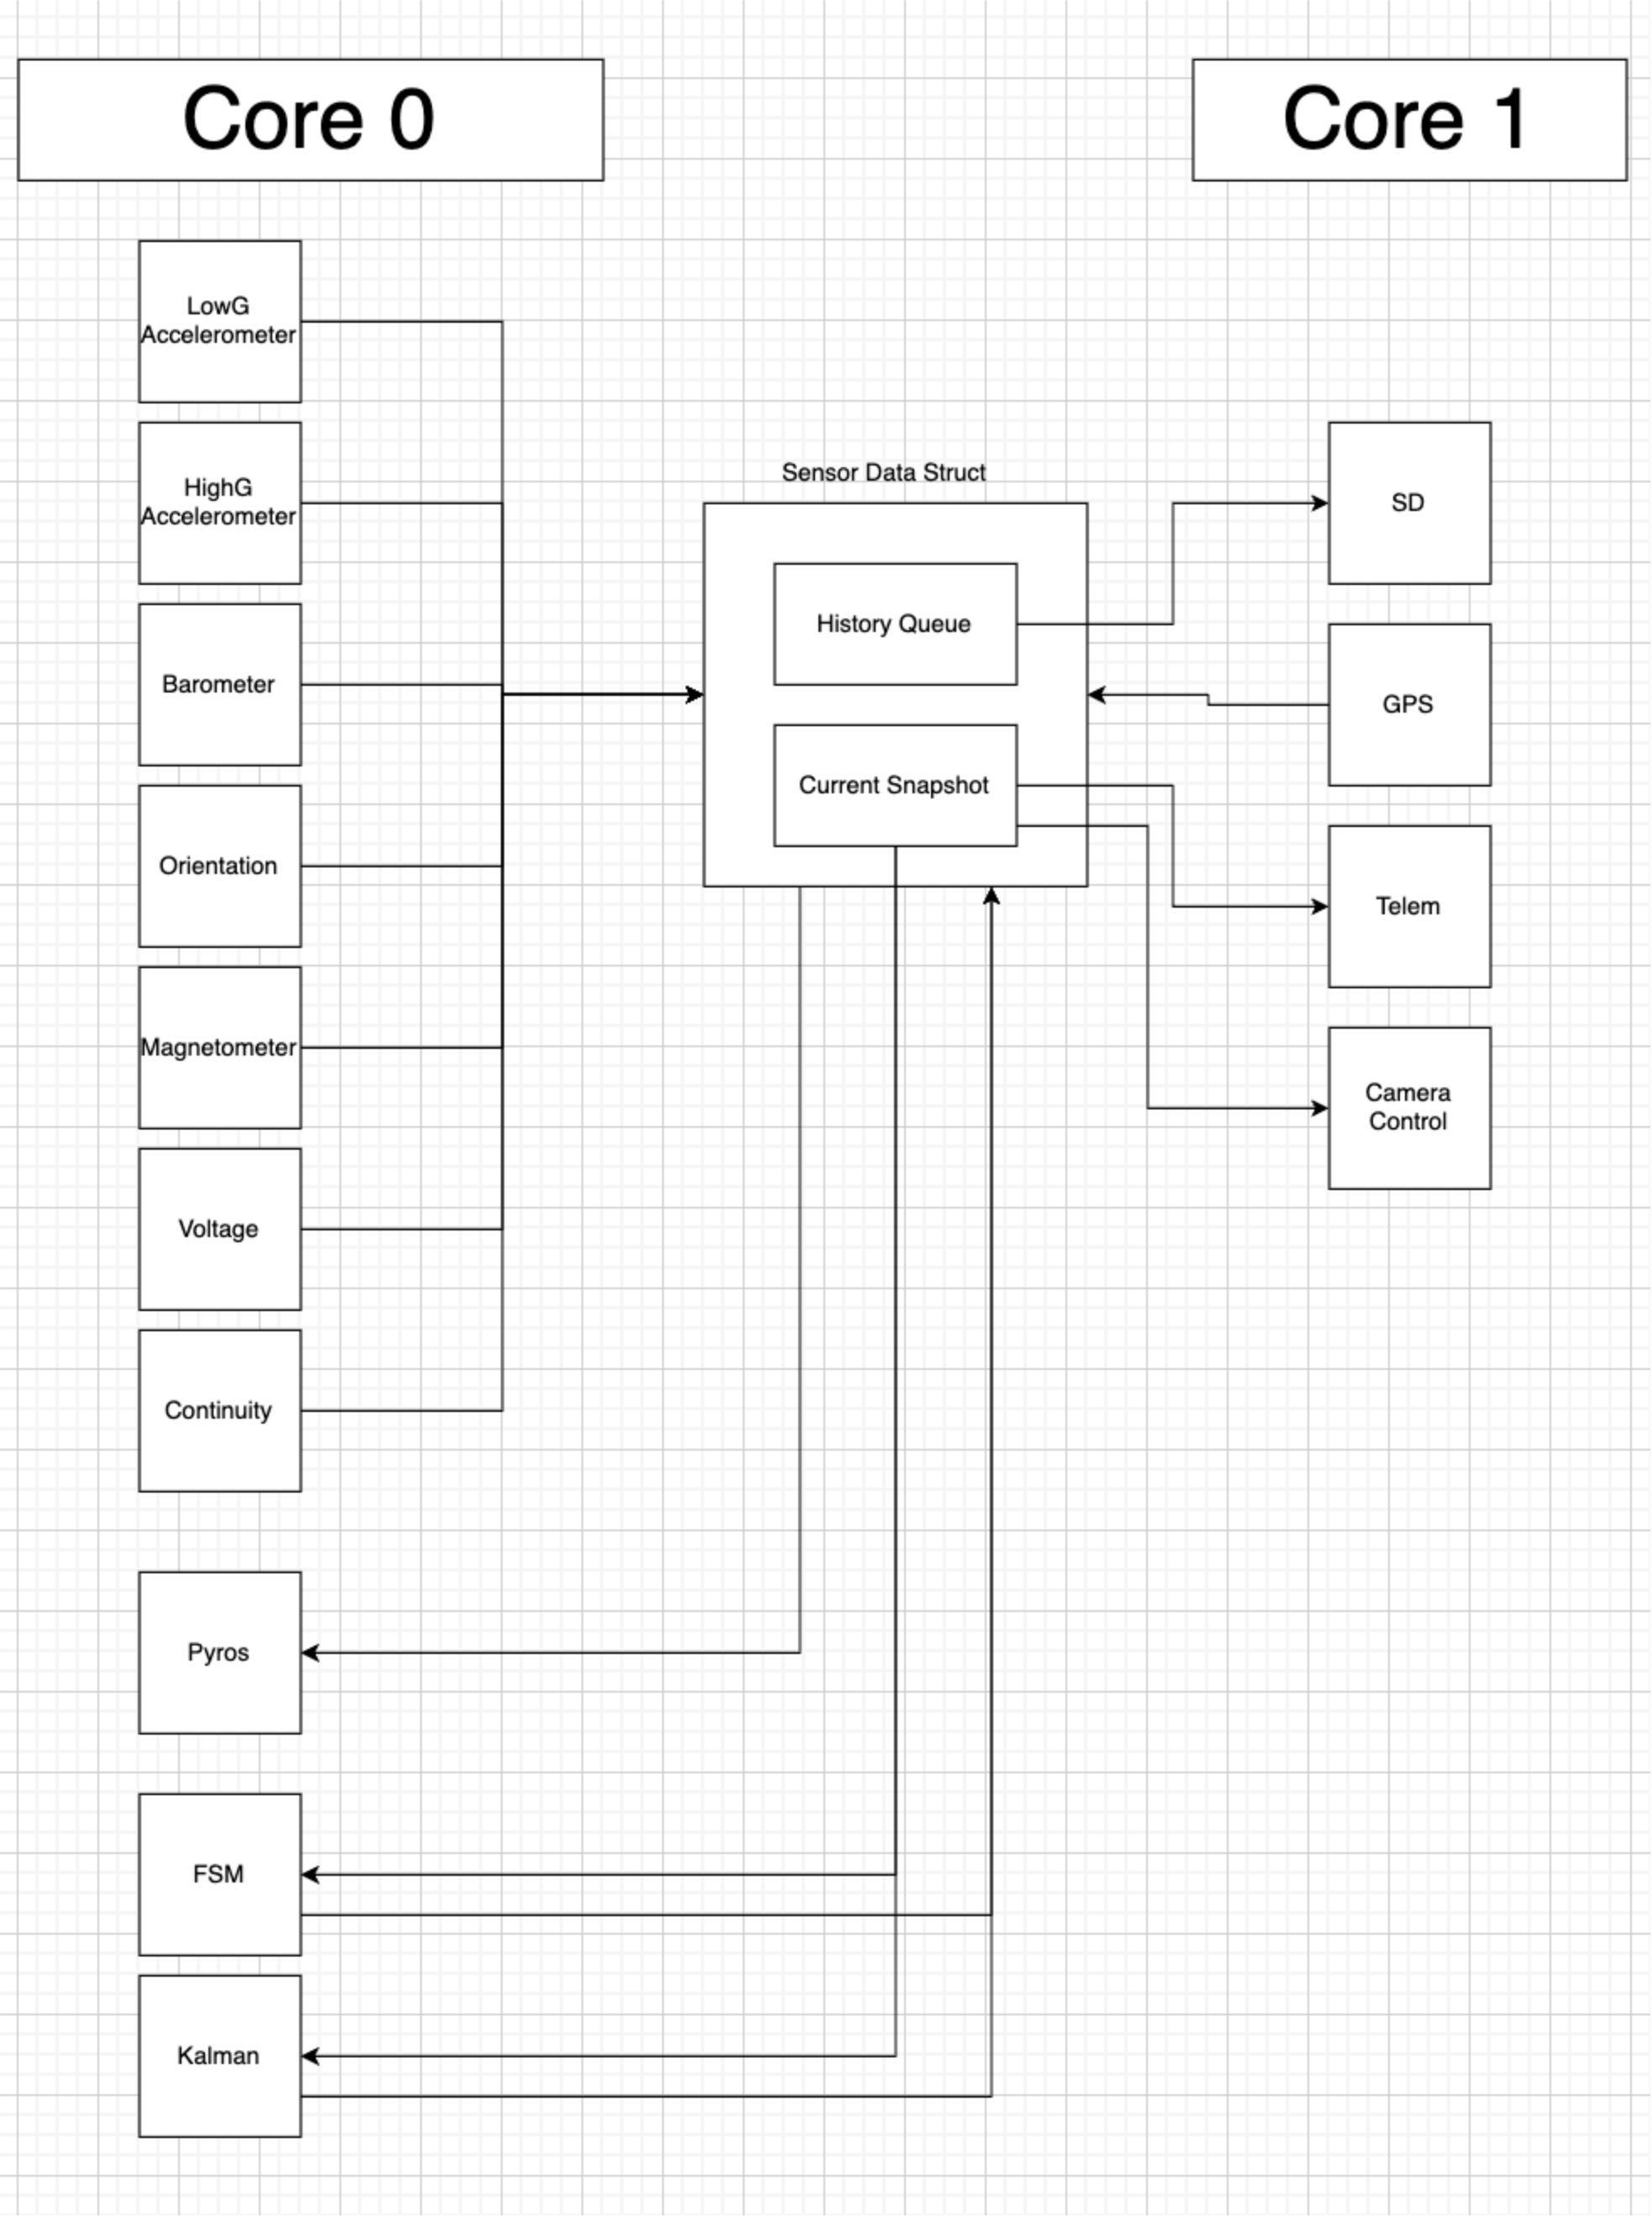 Core 0
Core 1
LowG
Accelerometer
HighG
Accelerometer
Barometer
Orientation
Magnetometer
Voltage
Continuity
Pyros
FSM
Kalman
Sensor Data Struct
History Queue
Current Snapshot
SD
GPS
Telem
Camera
Control